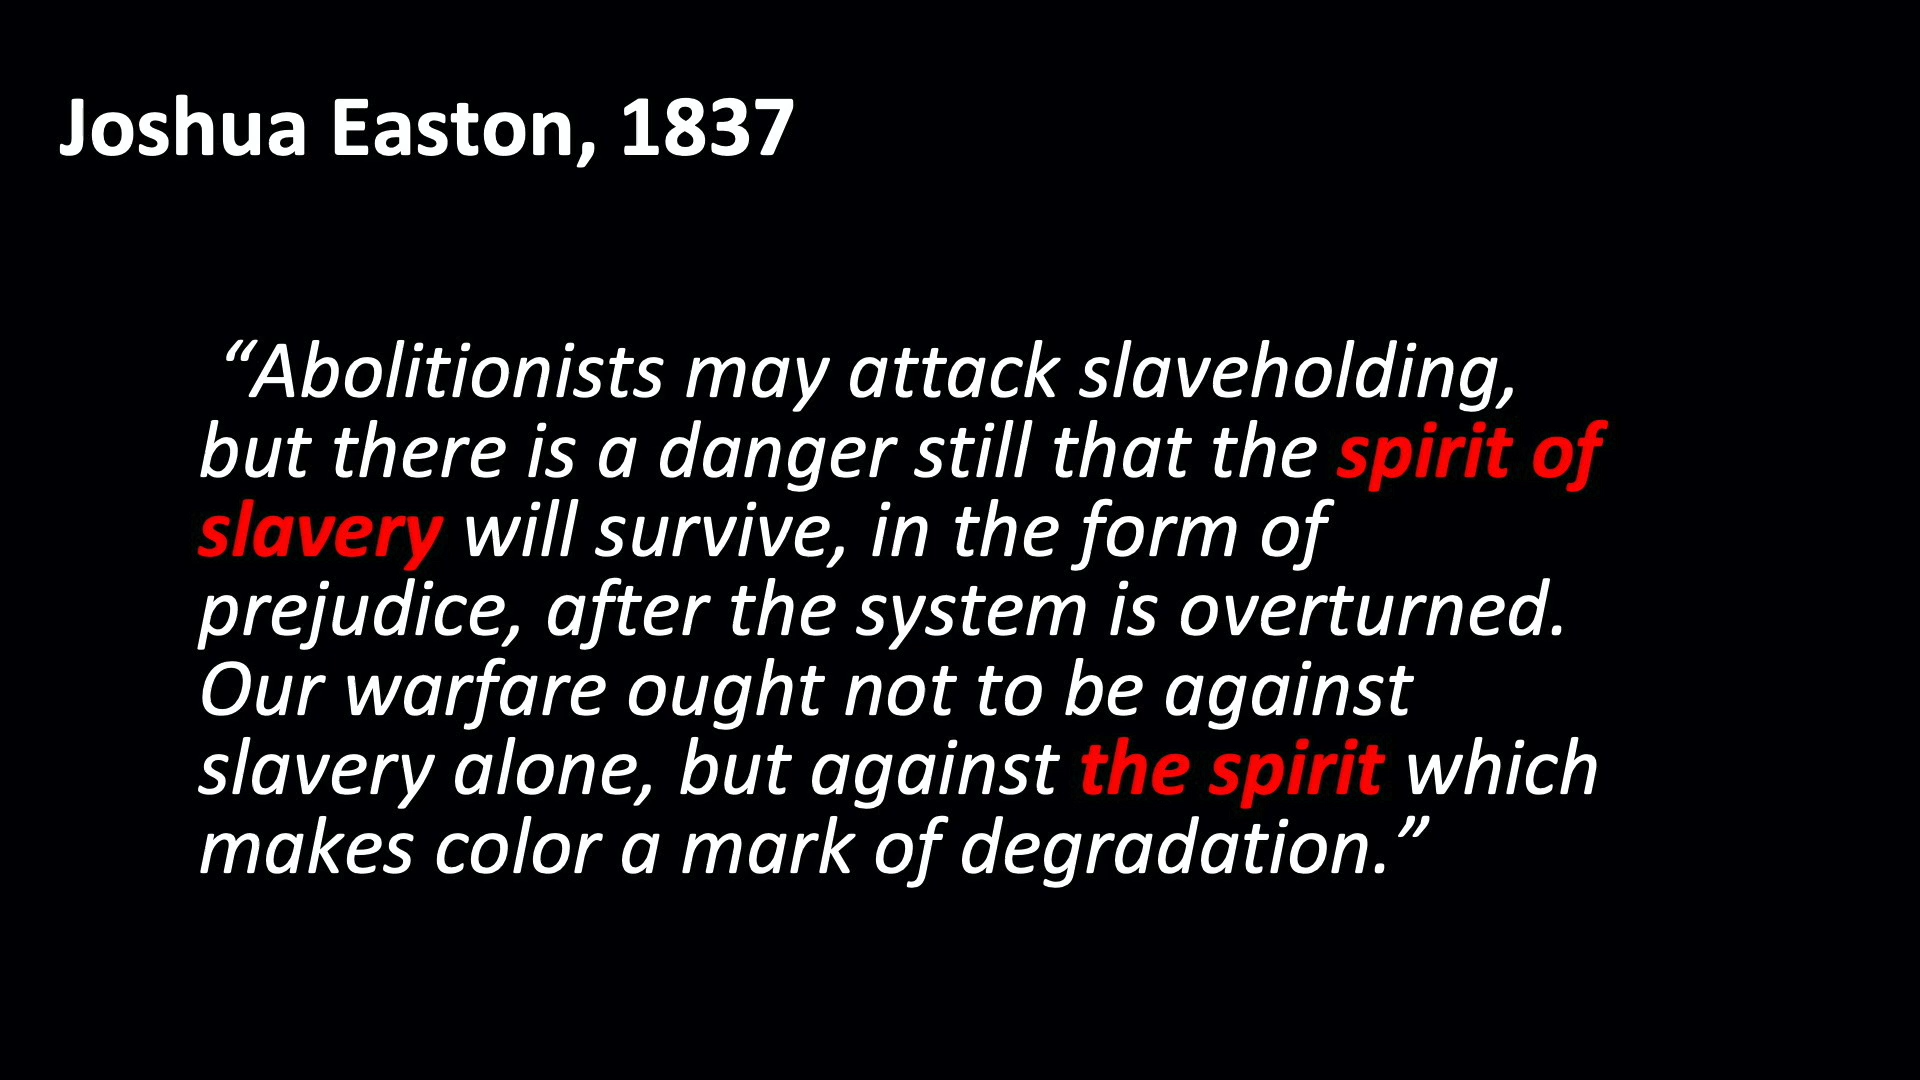 Joshua Easton, 1837
“Abolitionists may attack slaveholding,
but there is a danger still that the spirit of
slavery will survive, in the form of
prejudice, after the system is overturned.
Our warfare ought not to be against
slavery alone, but against the spirit which
makes color a mark of degradation.”